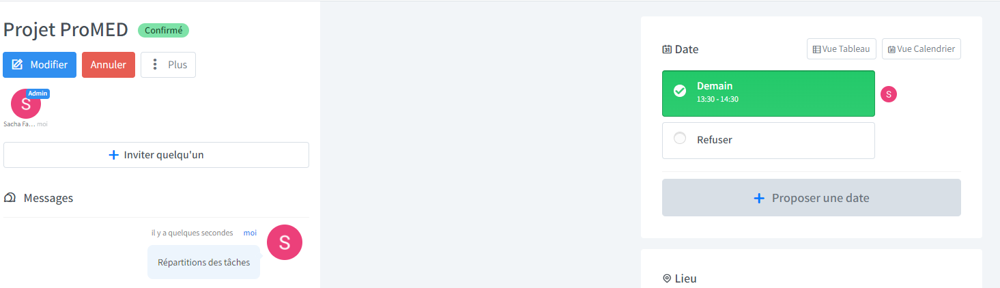 Projet ProMED Confirmé
Modifier Annuler Plus
Admin
S
Sacha Fa... moi
Inviter quelqu'un
Messages
il y a quelques secondes moi
S
Répartitions des tâches
Date Vue Tableau Vue Calendrier
Demain
13:30 - 14:30
S
Refuser
Proposer une date
Lieu